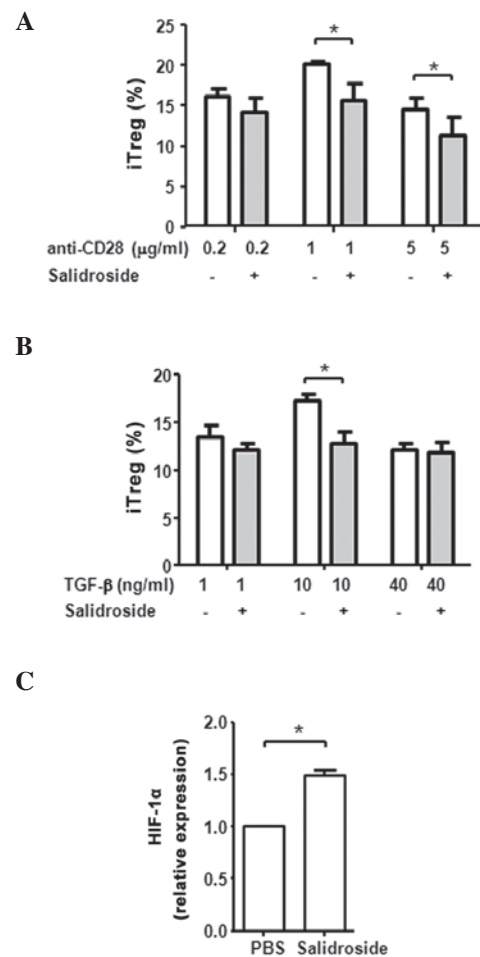 A
25
20
15
10
5
0
iTreg (%)
*
*
anti-CD28 (μg/ml) 0.2 0.2 1 1 5 5
Salidroside - + - + - +
B
20
15
10
5
0
iTreg (%)
*
TGF-β (ng/ml) 1 1 10 10 40 40
Salidroside - + - + - +
C
2.0
1.5
1.0
0.5
0.0
HIF-1α
(relative expression)
*
PBS Salidroside